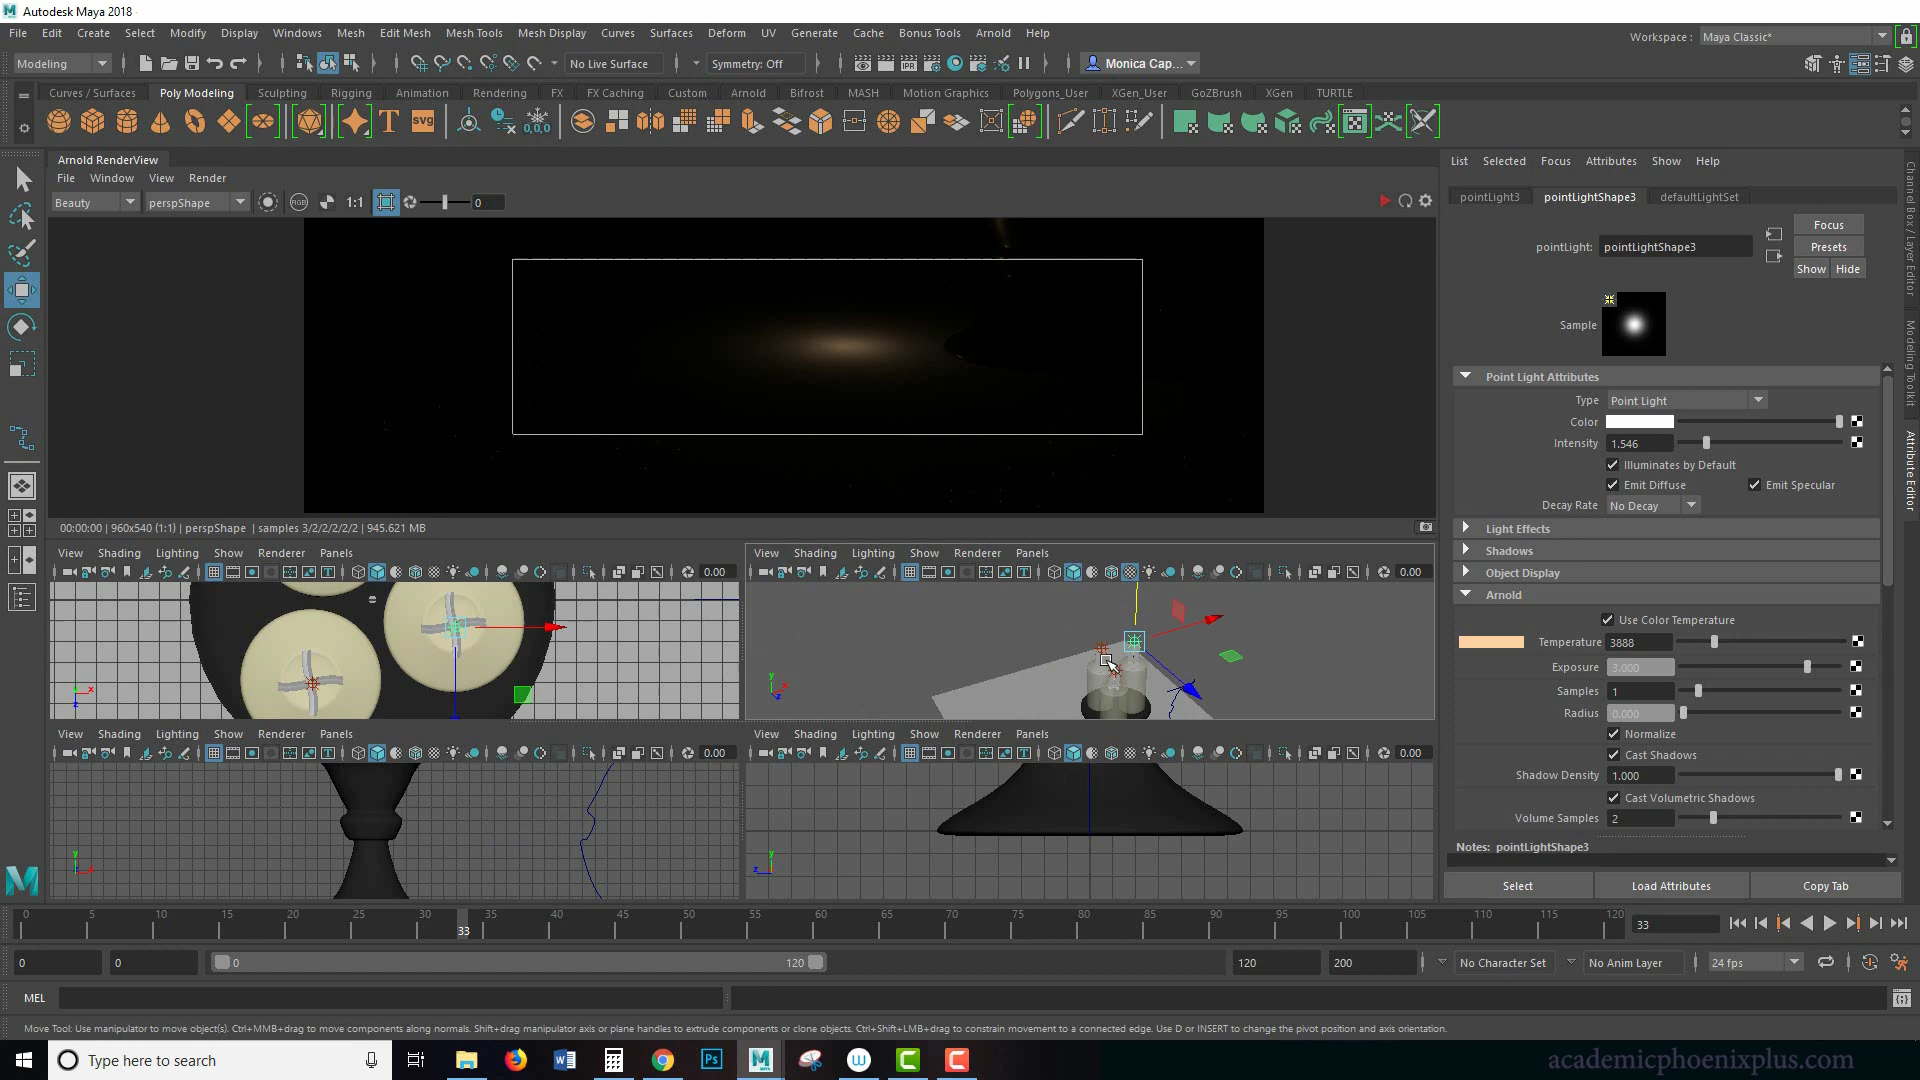 Autodesk Maya 2018
File Edit Create Select Modify Display Windows Mesh Edit Mesh Mesh Tools Mesh Display Curves Surfaces Deform UV Generate Cache Bonus Tools Arnold Help
Workspace : Maya Classic*
Modeling No Live Surface Symmetry: Off Monica Cap...
Curves / Surfaces Poly Modeling Sculpting Rigging Animation Rendering FX FX Caching Custom Arnold Bifrost MASH Motion Graphics Polygons_User XGen_User GoZBrush XGen TURTLE
T svg 0,0,0
Arnold RenderView
File Window View Render
Beauty perspShape RGB 1:1 0
00:00:00 | 960x540 (1:1) | perspShape | samples 3/2/2/2/2/2 | 945.621 MB
View Shading Lighting Show Renderer Panels
0.00
View Shading Lighting Show Renderer Panels
0.00
View Shading Lighting Show Renderer Panels
0.00
View Shading Lighting Show Renderer Panels
0.00
List Selected Focus Attributes Show Help
pointLight3 pointLightShape3 defaultLightSet
Focus
pointLight: pointLightShape3
Presets
Show Hide
Sample
Point Light Attributes
Type Point Light
Color
Intensity 1.546
Illuminates by Default
Emit Diffuse Emit Specular
Decay Rate No Decay
Light Effects
Shadows
Object Display
Arnold
Use Color Temperature
Temperature 3888
Exposure 3.000
Samples 1
Radius 0.000
Normalize
Cast Shadows
Shadow Density 1.000
Cast Volumetric Shadows
Volume Samples 2
Notes: pointLightShape3
Select Load Attributes Copy Tab
Channel Box / Layer Editor
Modeling Toolkit
Attribute Editor
0 5 10 15 20 25 30 35 40 45 50 55 60 65 70 75 80 85 90 95 100 105 110 115 120
33
33
0 0 0 120 120 200 No Character Set No Anim Layer 24 fps
MEL
Move Tool: Use manipulator to move object(s). Ctrl+MMB+drag to move components along normals. Shift+drag manipulator axis or plane handles to extrude components or clone objects. Ctrl+Shift+LMB+drag to constrain movement to a connected edge. Use D or INSERT to change the pivot position and axis orientation.
Type here to search
academicphoenixplus.com